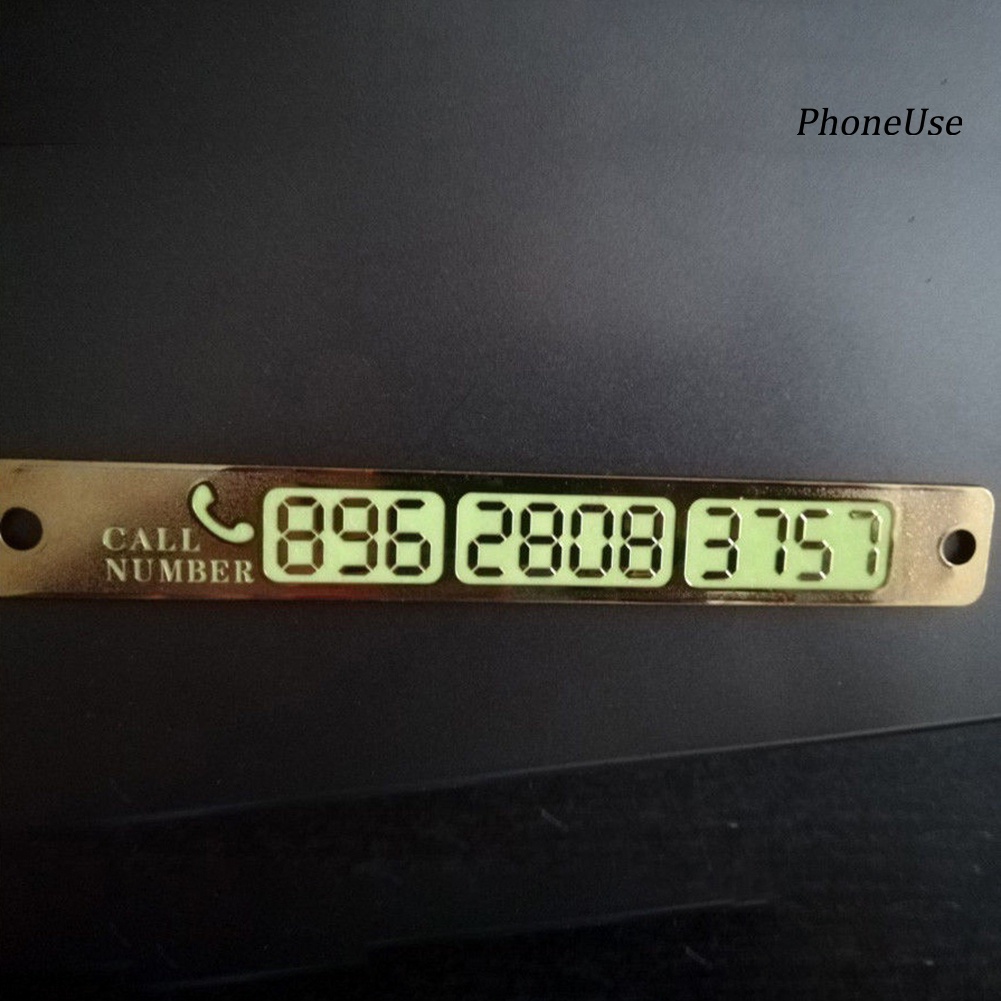 PhoneUse
CALL
NUMBER
896 2808 3757